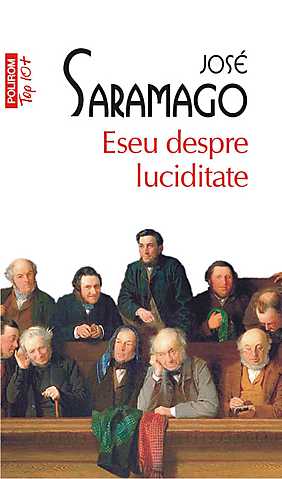 POLIROM
Top 10+
JOSÉ
SARAMAGO
Eseu despre
luciditate